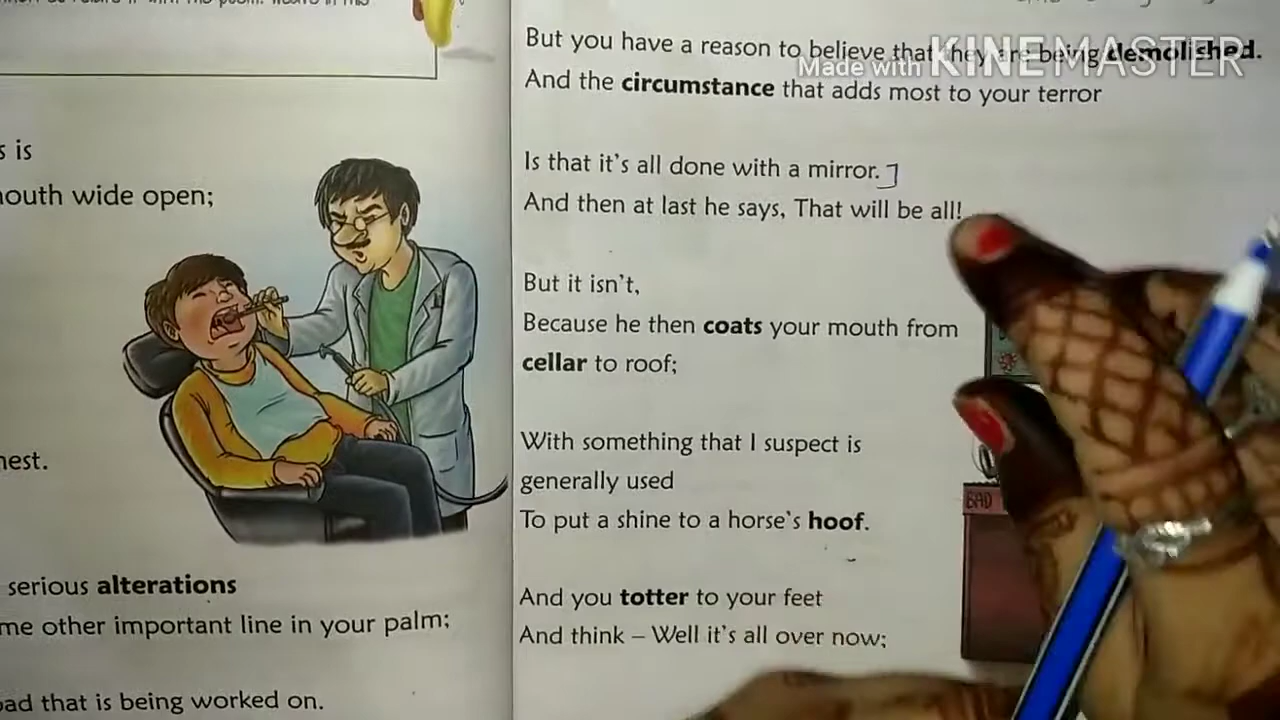 s is
mouth wide open;
nest.
serious alterations
me other important line in your palm;
oad that is being worked on.
But you have a reason to believe that they are being demolished.
Made with KINEMASTER
And the circumstance that adds most to your terror
Is that it's all done with a mirror.
And then at last he says, That will be all!
But it isn't,
Because he then coats your mouth from
cellar to roof;
With something that I suspect is
generally used
To put a shine to a horse's hoof.
And you totter to your feet
And think – Well it's all over now;
BAD